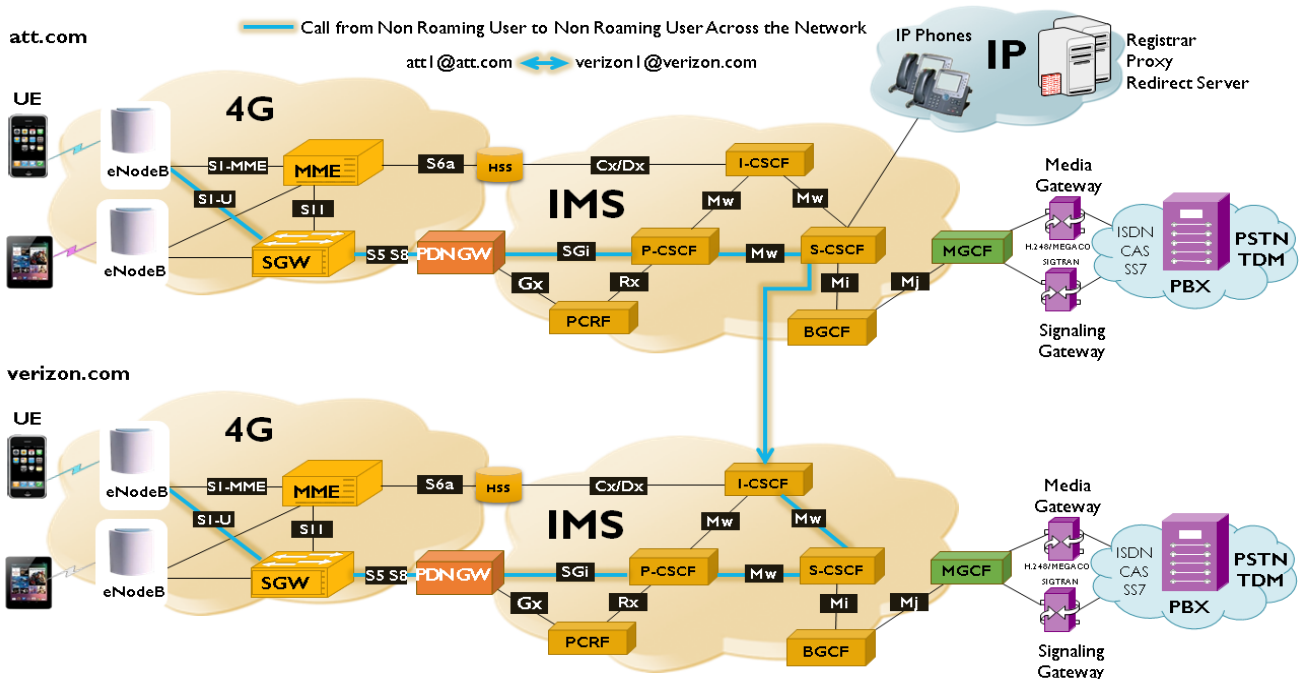 Call from Non Roaming User to Non Roaming User Across the Network
att1@att.com
verizon1@verizon.com
att.com
IP Phones
IP
Registrar
Proxy
Redirect Server
UE
4G
eNodeB
S1-MME
MME
S6a
HSS
Cx/Dx
I-CSCF
S1-U
S11
IMS
Mw
Mw
Media
Gateway
eNodeB
SGW
S5 S8
PDN GW
SGi
P-CSCF
Mw
S-CSCF
MGCF
H.248/MEGACO
SIGTRAN
ISDN
CAS
SS7
PBX
PSTN
TDM
Gx
Rx
Mi
Mj
PCRF
BGCF
Signaling
Gateway
verizon.com
UE
4G
eNodeB
S1-MME
MME
S6a
HSS
Cx/Dx
I-CSCF
S1-U
S11
IMS
Mw
Mw
Media
Gateway
eNodeB
SGW
S5 S8
PDN GW
SGi
P-CSCF
Mw
S-CSCF
MGCF
H.248/MEGACO
SIGTRAN
ISDN
CAS
SS7
PBX
PSTN
TDM
Gx
Rx
Mi
Mj
PCRF
BGCF
Signaling
Gateway